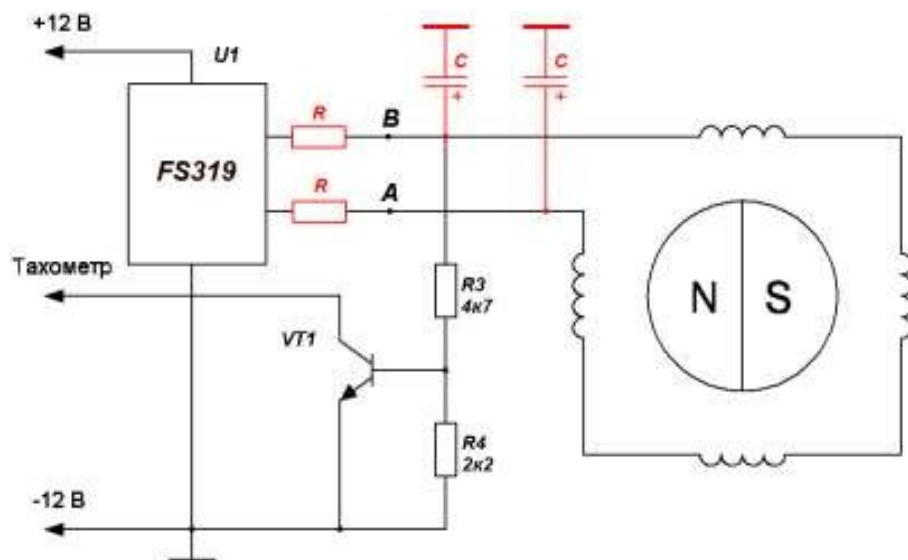 +12 В
U1
C
C
R
B
FS319
R
A
Тахометр
R3
4к7
N S
VT1
R4
2к2
-12 В
+
+